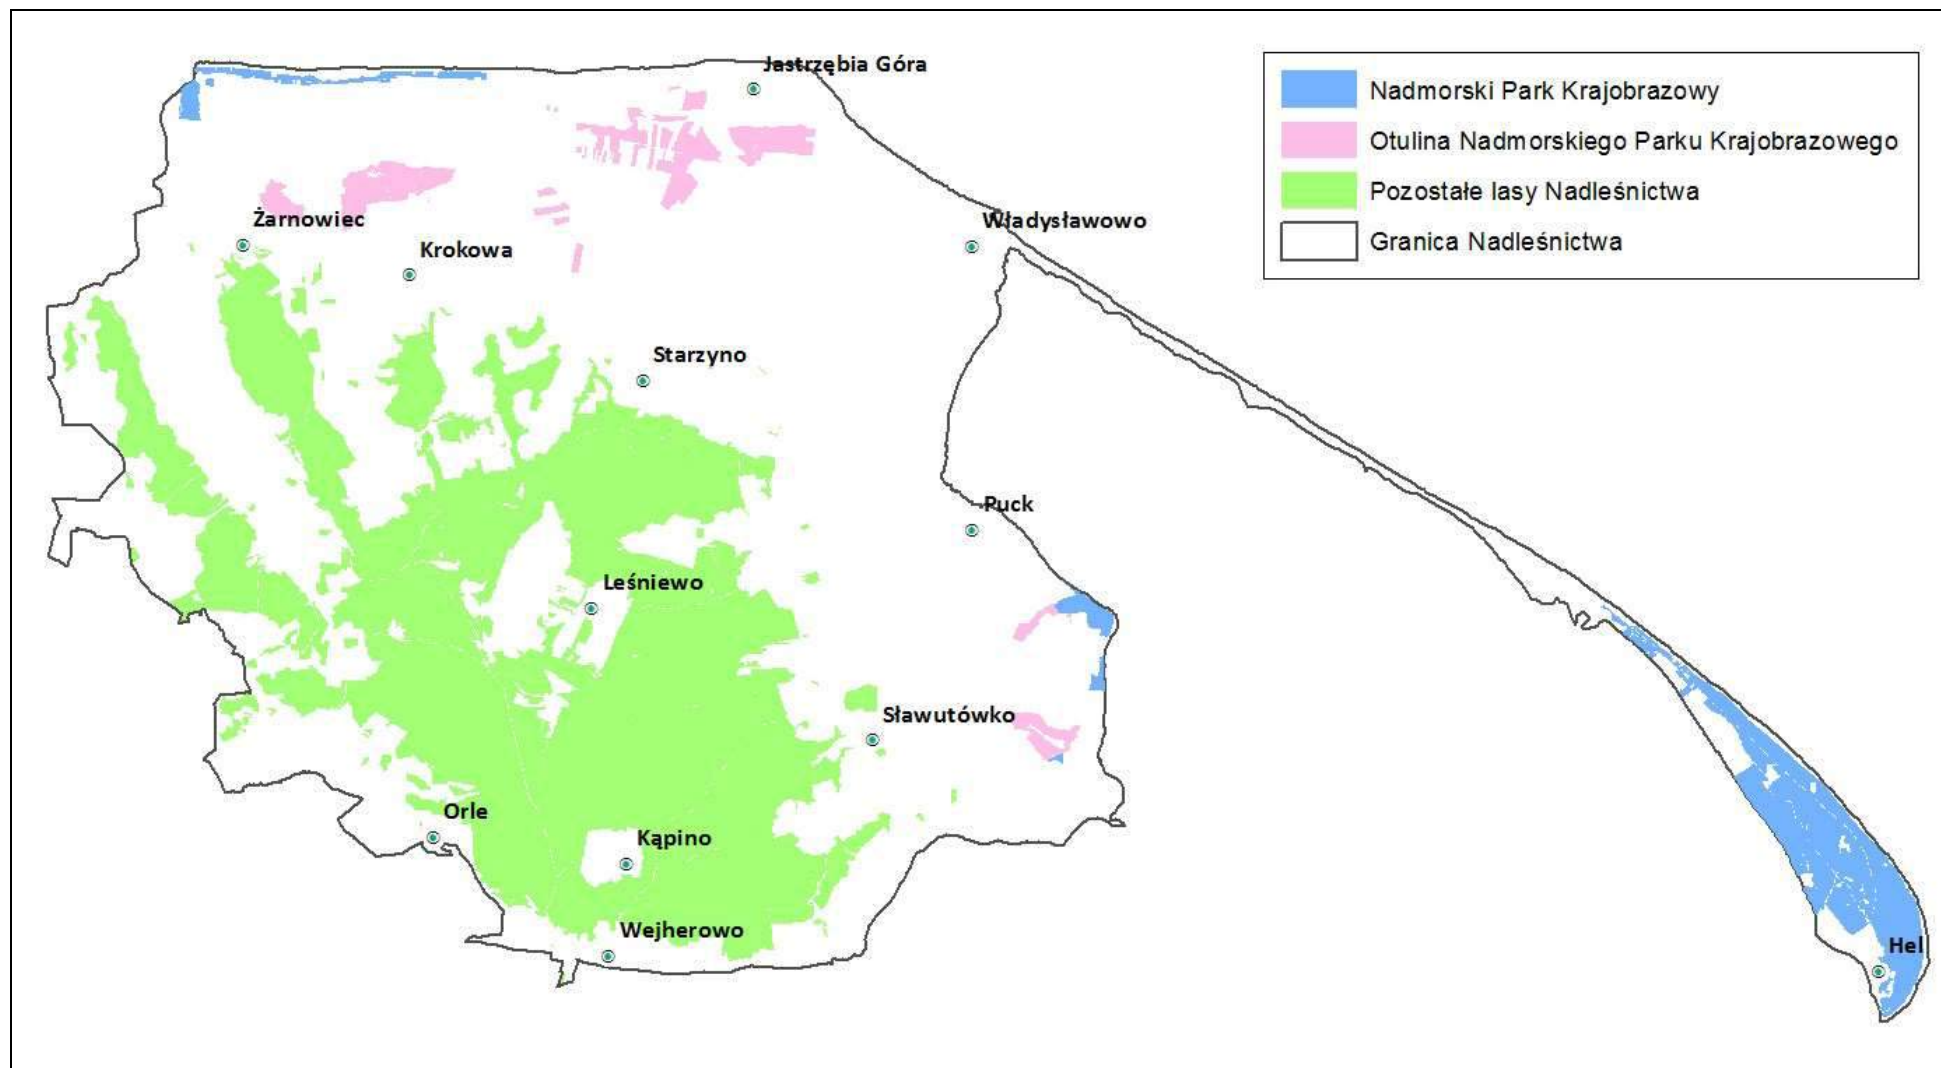 Jastrzębia Góra
Nadmorski Park Krajobrazowy
Otulina Nadmorskiego Parku Krajobrazowego
Pozostałe lasy Nadleśnictwa
Granica Nadleśnictwa
Żarnowiec
Władysławowo
Krokowa
Starzyno
Puck
Leśniewo
Sławutówko
Orle
Kąpino
Wejherowo
Hel